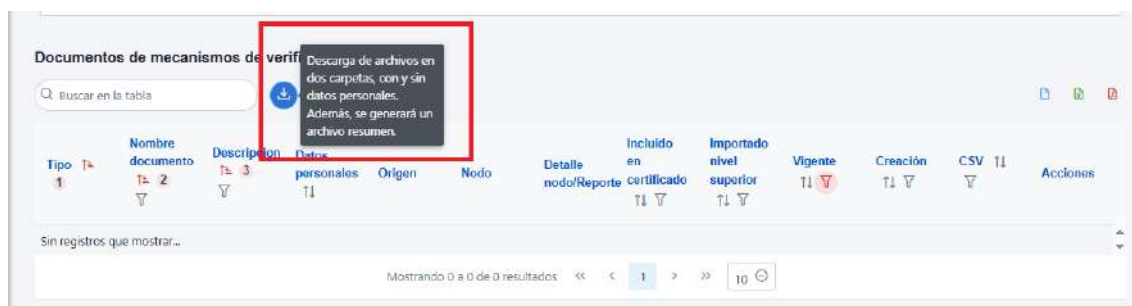 Documentos de mecanismos de verifi
Descarga de archivos en
dos carpetas, con y sin
datos personales.
Además, se generará un
archivo resumen.
Buscar en la tabla
Tipo 1
Nombre documento 2
Descripcion 3
Datos personales
Origen
Nodo
Detalle nodo/Reporte
Incluido en certificado
Importado nivel superior
Vigente
Creación
CSV
Acciones
Sin registros que mostrar...
Mostrando 0 a 0 de 0 resultados « < 1 > » 10